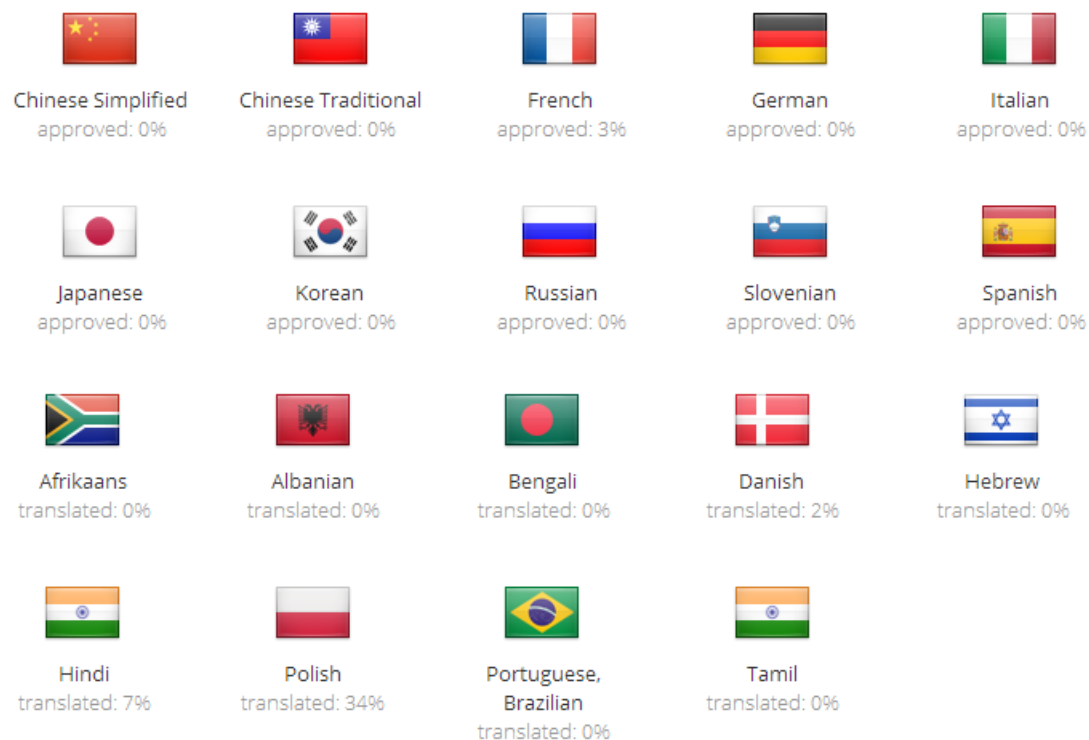 Chinese Simplified
approved: 0%
Chinese Traditional
approved: 0%
French
approved: 3%
German
approved: 0%
Italian
approved: 0%
Japanese
approved: 0%
Korean
approved: 0%
Russian
approved: 0%
Slovenian
approved: 0%
Spanish
approved: 0%
Afrikaans
translated: 0%
Albanian
translated: 0%
Bengali
translated: 0%
Danish
translated: 2%
Hebrew
translated: 0%
Hindi
translated: 7%
Polish
translated: 34%
Portuguese,
Brazilian
translated: 0%
Tamil
translated: 0%